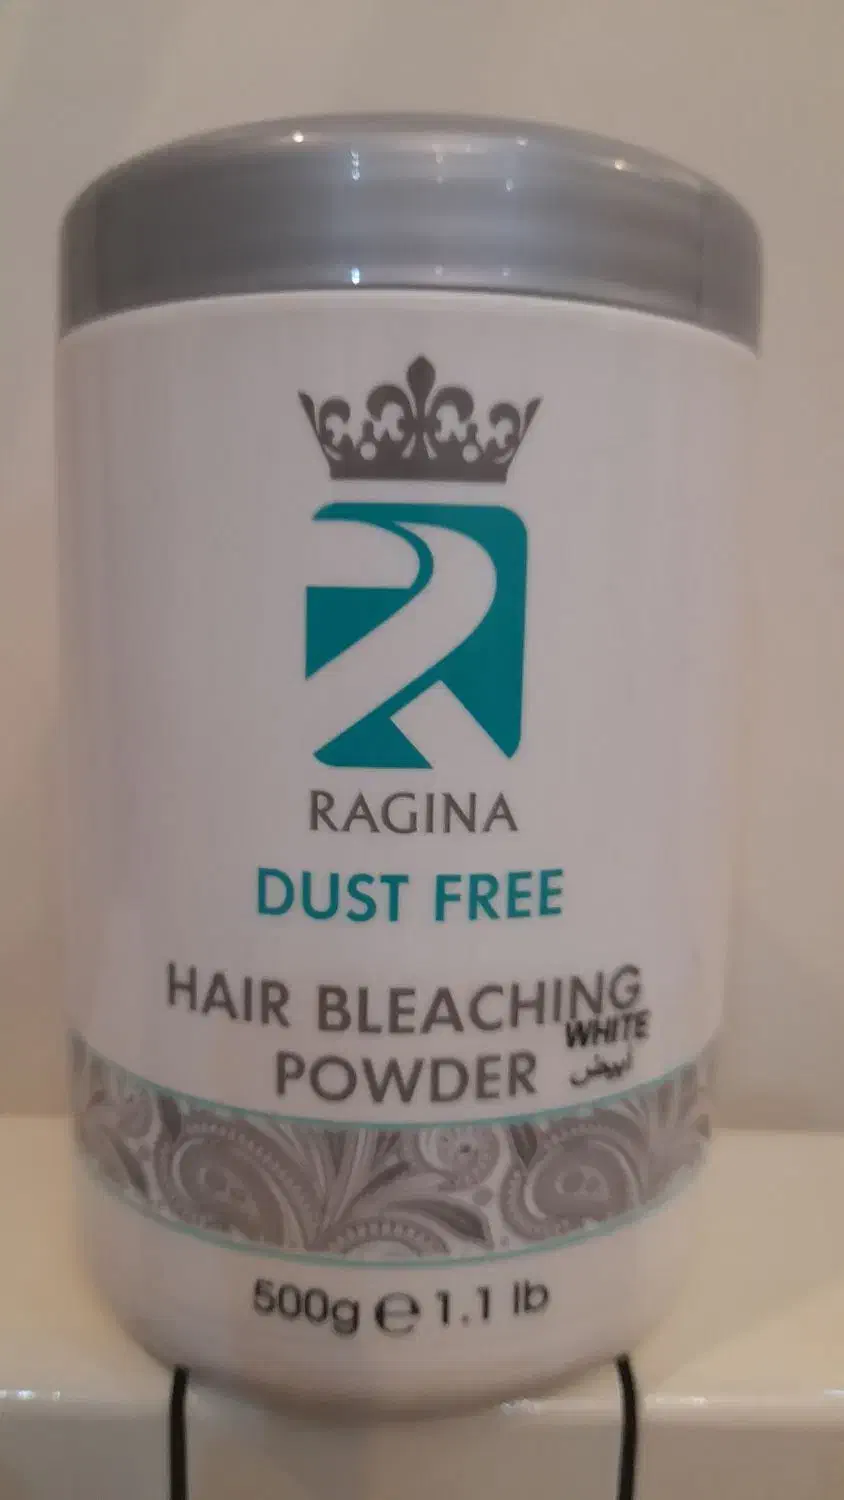 RAGINA
DUST FREE
HAIR BLEACHING
WHITE
POWDER أبيض
500g e 1.1 lb